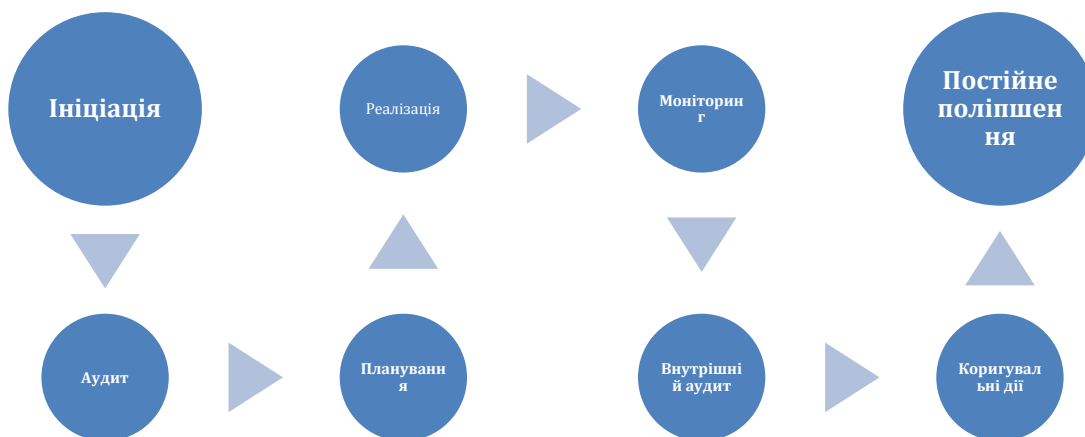 Ініціація
Аудит
Плануванн
я
Реалізація
Моніторин
г
Внутрішні
й аудит
Коригувал
ьні дії
Постійне
поліпшен
ня